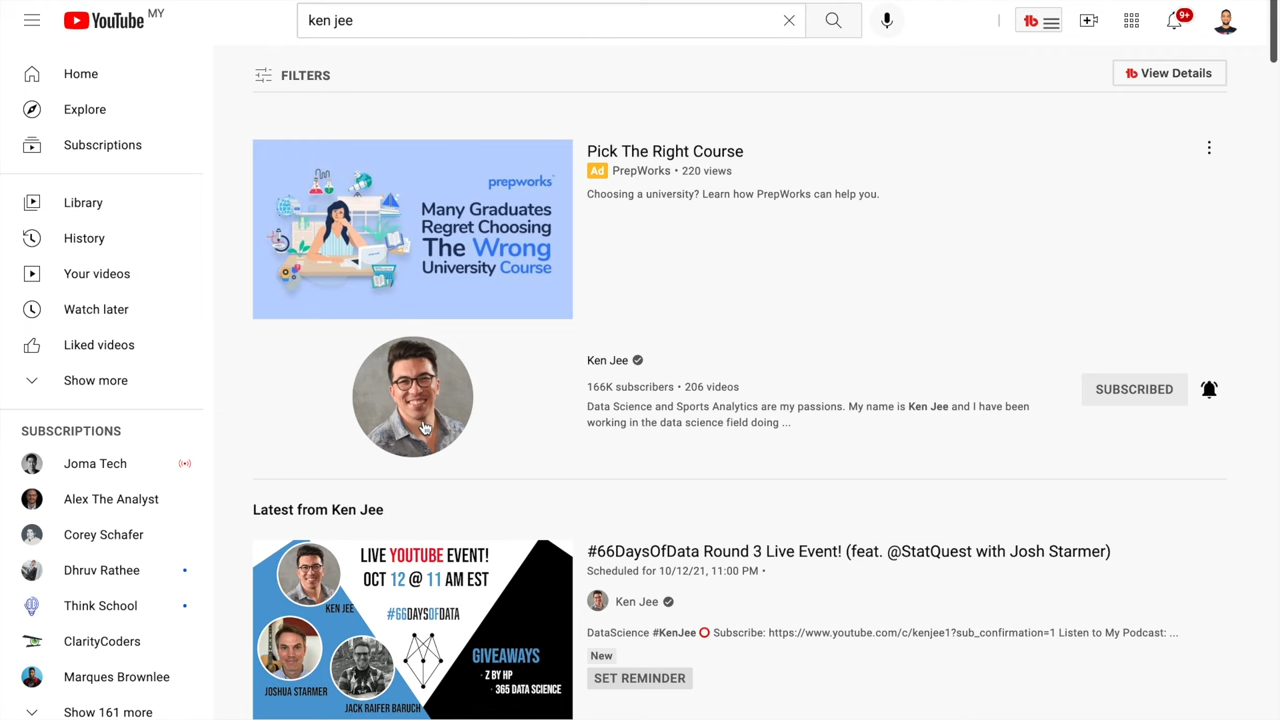 YouTube MY
ken jee
9+
Home
Explore
Subscriptions
Library
History
Your videos
Watch later
Liked videos
Show more
SUBSCRIPTIONS
Joma Tech
Alex The Analyst
Corey Schafer
Dhruv Rathee
Think School
ClarityCoders
Marques Brownlee
Show 161 more
FILTERS
tb View Details
prepworks
Many Graduates
Regret Choosing
The Wrong
University Course
Pick The Right Course
Ad PrepWorks • 220 views
Choosing a university? Learn how PrepWorks can help you.
Ken Jee
166K subscribers • 206 videos
Data Science and Sports Analytics are my passions. My name is Ken Jee and I have been
working in the data science field doing ...
SUBSCRIBED
Latest from Ken Jee
LIVE YOUTUBE EVENT!
OCT 12 @ 11 AM EST
KEN JEE
#66DAYSOFDATA
JOSHUA STARMER
JACK RAIFER BARUCH
GIVEAWAYS
- Z BY HP
- 365 DATA SCIENCE
#66DaysOfData Round 3 Live Event! (feat. @StatQuest with Josh Starmer)
Scheduled for 10/12/21, 11:00 PM •
Ken Jee
DataScience #KenJee ⭕ Subscribe: https://www.youtube.com/c/kenjee1?sub_confirmation=1 Listen to My Podcast: ...
New
SET REMINDER